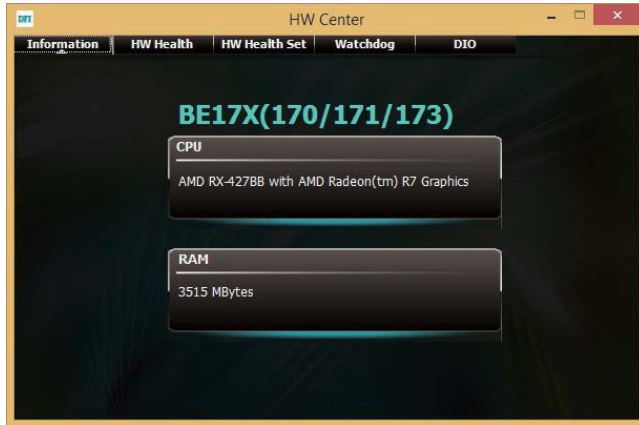 DFI
HW Center
Information HW Health HW Health Set Watchdog DIO
BE17X(170/171/173)
CPU
AMD RX-427BB with AMD Radeon(tm) R7 Graphics
RAM
3515 MBytes